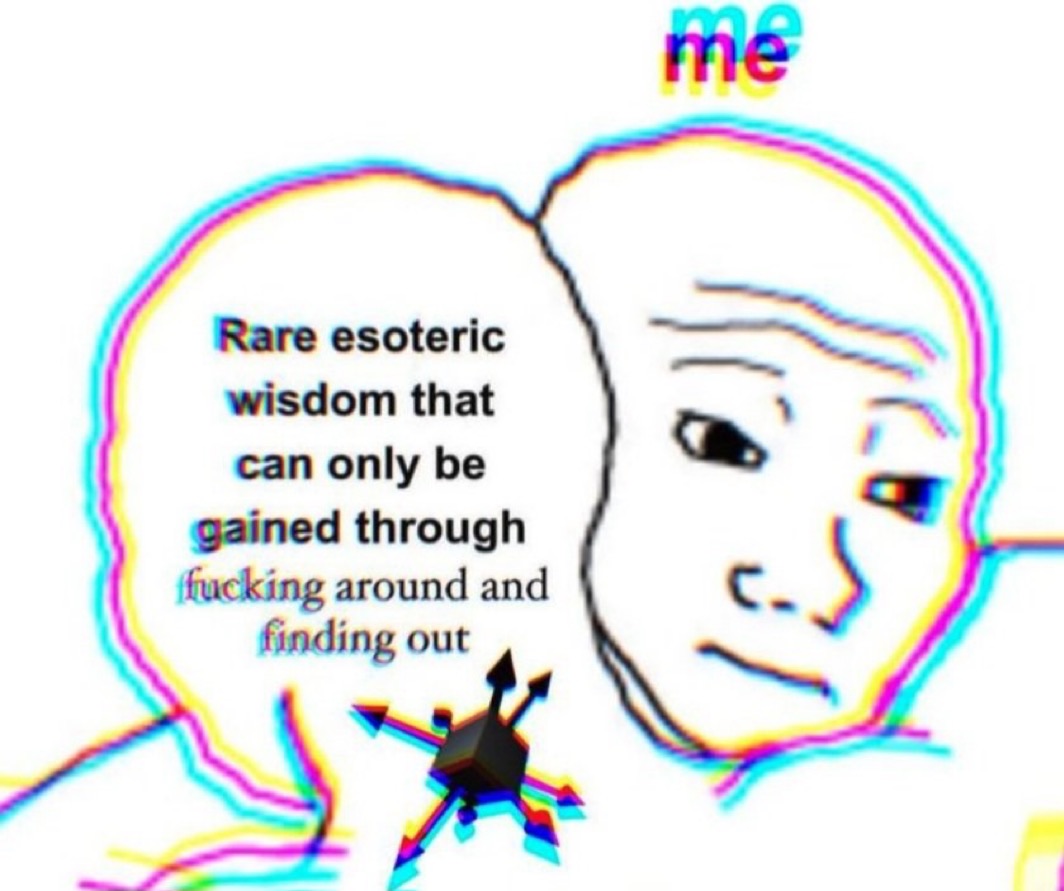 me
Rare esoteric
wisdom that
can only be
gained through
fucking around and
finding out